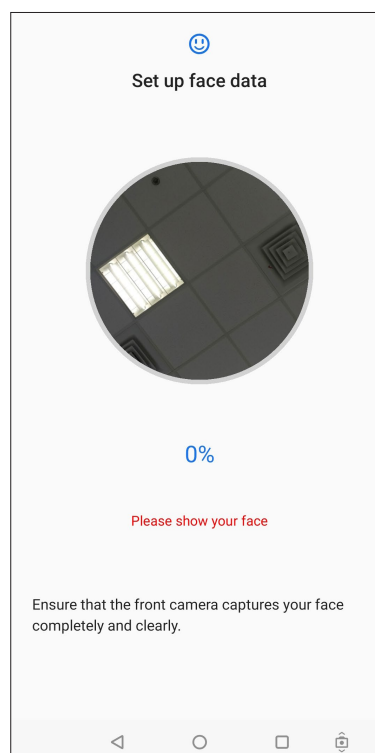 Set up face data
0%
Please show your face
Ensure that the front camera captures your face
completely and clearly.